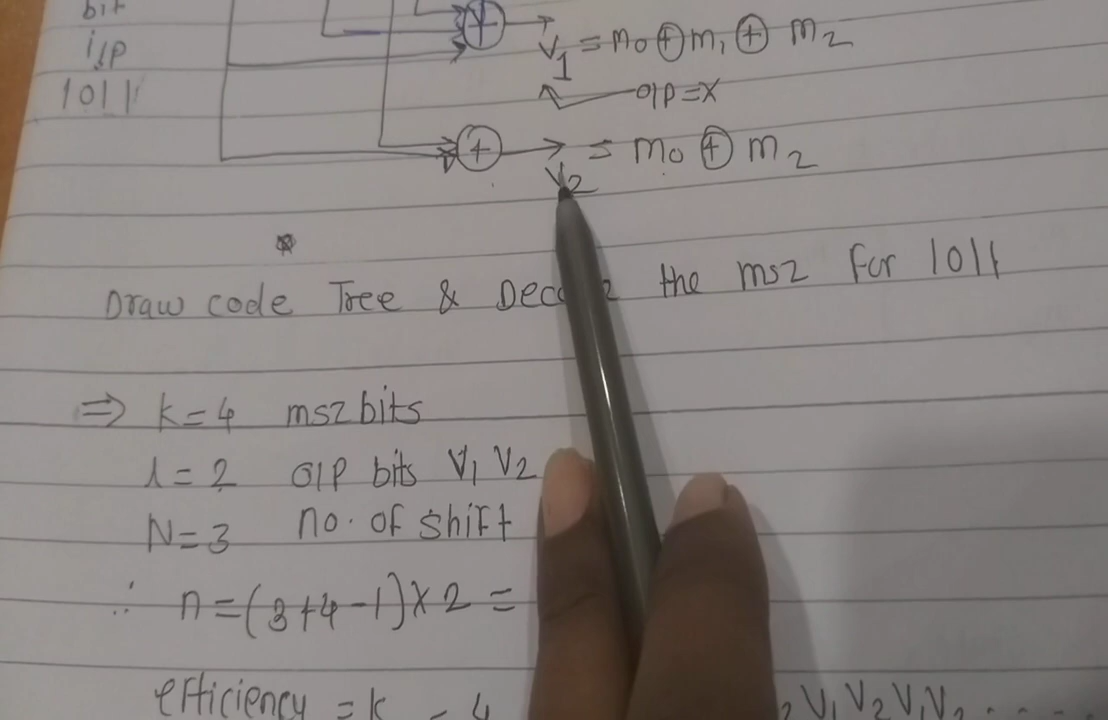 bit
i/p
1011
V1 = m0 ⊕ m1 ⊕ m2
o/p = x
= m0 ⊕ m2
V2
Draw code Tree & the msz for 1011
⇒ k = 4 msz bits
λ = 2 o/p bits V1 V2
N = 3 no. of shift
∴ n = (3+4-1) x 2 =
efficiency = k 4 V1 V2 V1 V2 ....